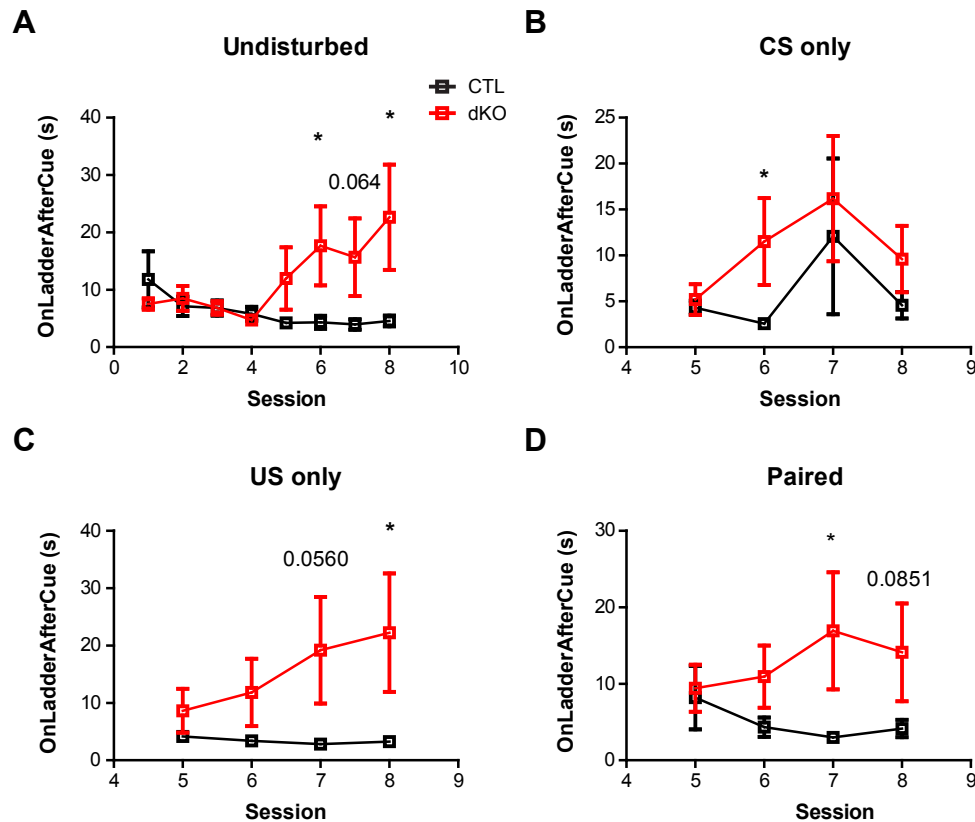 A
Undisturbed
CTL
dKO
*
*
0.064
OnLadderAfterCue (s)
40
30
20
10
0
0 2 4 6 8 10
Session
B
CS only
*
OnLadderAfterCue (s)
25
20
15
10
5
0
4 5 6 7 8 9
Session
C
US only
*
0.0560
OnLadderAfterCue (s)
40
30
20
10
0
4 5 6 7 8 9
Session
D
Paired
*
0.0851
OnLadderAfterCue (s)
30
20
10
0
4 5 6 7 8 9
Session